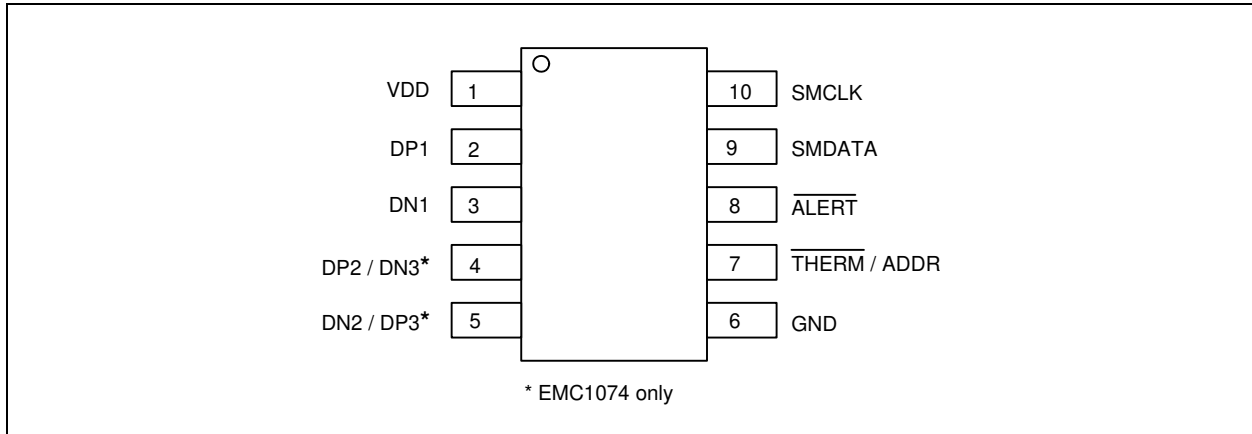 VDD 1
DP1 2
DN1 3
DP2 / DN3* 4
DN2 / DP3* 5
10 SMCLK
9 SMDATA
8 ALERT
7 THERM / ADDR
6 GND
* EMC1074 only